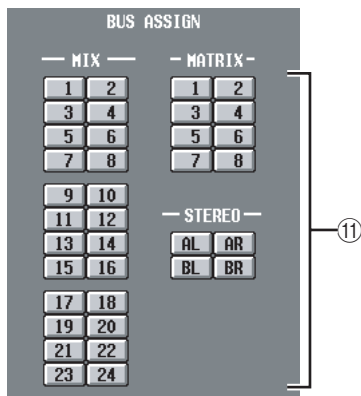 BUS ASSIGN
MIX
1 2
3 4
5 6
7 8
9 10
11 12
13 14
15 16
17 18
19 20
21 22
23 24
MATRIX
1 2
3 4
5 6
7 8
STEREO
AL AR
BL BR
⑪